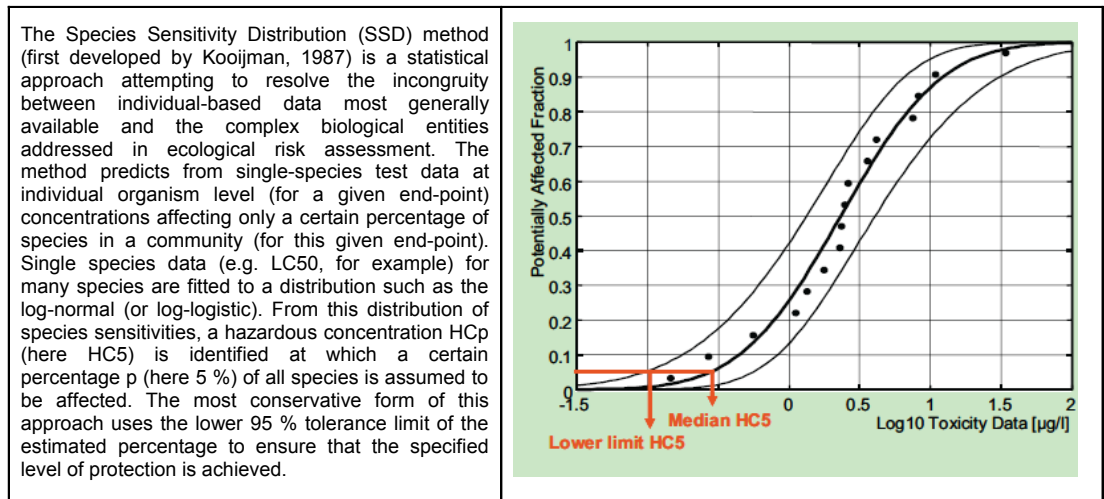 The Species Sensitivity Distribution (SSD) method
(first developed by Kooijman, 1987) is a statistical
approach attempting to resolve the incongruity
between individual-based data most generally
available and the complex biological entities
addressed in ecological risk assessment. The
method predicts from single-species test data at
individual organism level (for a given end-point)
concentrations affecting only a certain percentage of
species in a community (for this given end-point).
Single species data (e.g. LC50, for example) for
many species are fitted to a distribution such as the
log-normal (or log-logistic). From this distribution of
species sensitivities, a hazardous concentration HCp
(here HC5) is identified at which a certain
percentage p (here 5 %) of all species is assumed to
be affected. The most conservative form of this
approach uses the lower 95 % tolerance limit of the
estimated percentage to ensure that the specified
level of protection is achieved.
Potentially Affected Fraction
1
0.9
0.8
0.7
0.6
0.5
0.4
0.3
0.2
0.1
0
-1.5
0
0.5
1
1.5
2
Log10 Toxicity Data [µg/l]
Median HC5
Lower limit HC5